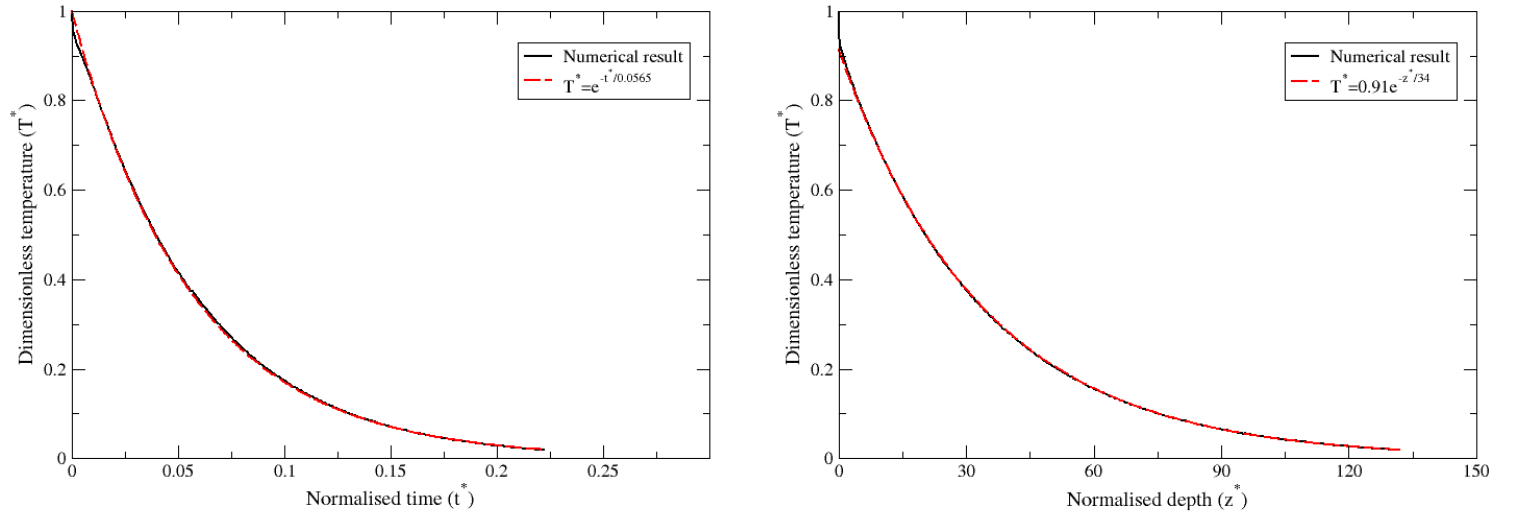 1
0.8
0.6
0.4
0.2
0
Dimensionless temperature (T*)
Numerical result
T*=e^-t*/0.0565
0 0.05 0.1 0.15 0.2 0.25
Normalised time (t*)
1
0.8
0.6
0.4
0.2
0
Dimensionless temperature (T*)
Numerical result
T*=0.91e^-z*/34
0 30 60 90 120 150
Normalised depth (z*)